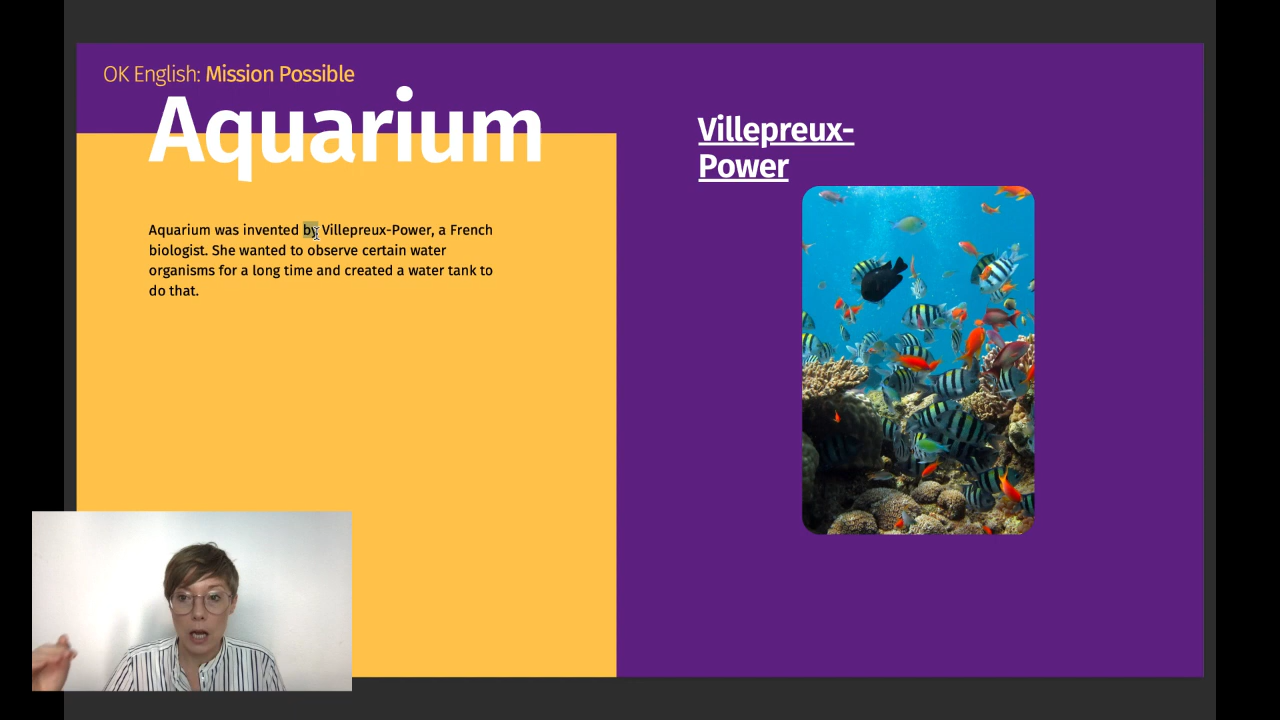 OK English: Mission Possible
Aquarium
Aquarium was invented by Villepreux-Power, a French
biologist. She wanted to observe certain water
organisms for a long time and created a water tank to
do that.
Villepreux-
Power